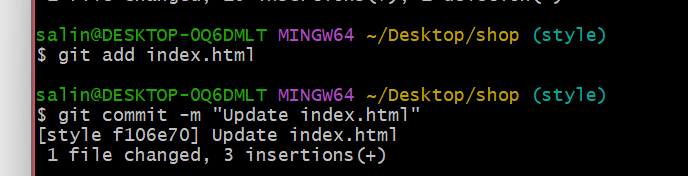 salin@DESKTOP-OQ6DMLT MINGW64 ~/Desktop/shop (style)
$ git add index.html
salin@DESKTOP-OQ6DMLT MINGW64 ~/Desktop/shop (style)
$ git commit -m "Update index.html"
[style f106e70] Update index.html
1 file changed, 3 insertions(+)